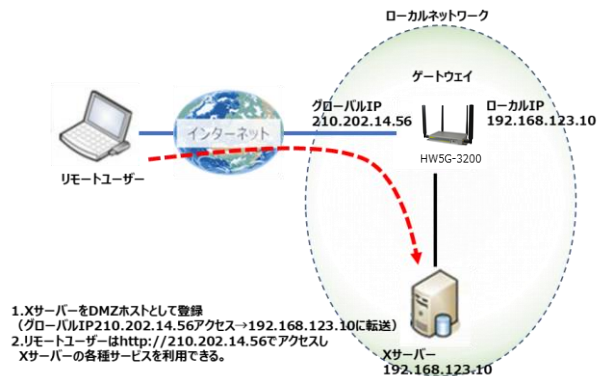 ローカルネットワーク
ゲートウェイ
グローバルIP
210.202.14.56
ローカルIP
192.168.123.10
HW5G-3200
インターネット
リモートユーザー
1.XサーバーをDMZホストとして登録
（グローバルIP210.202.14.56アクセス→192.168.123.10に転送）
2.リモートユーザーはhttp://210.202.14.56でアクセスし
Xサーバーの各種サービスを利用できる。
Xサーバー
192.168.123.10